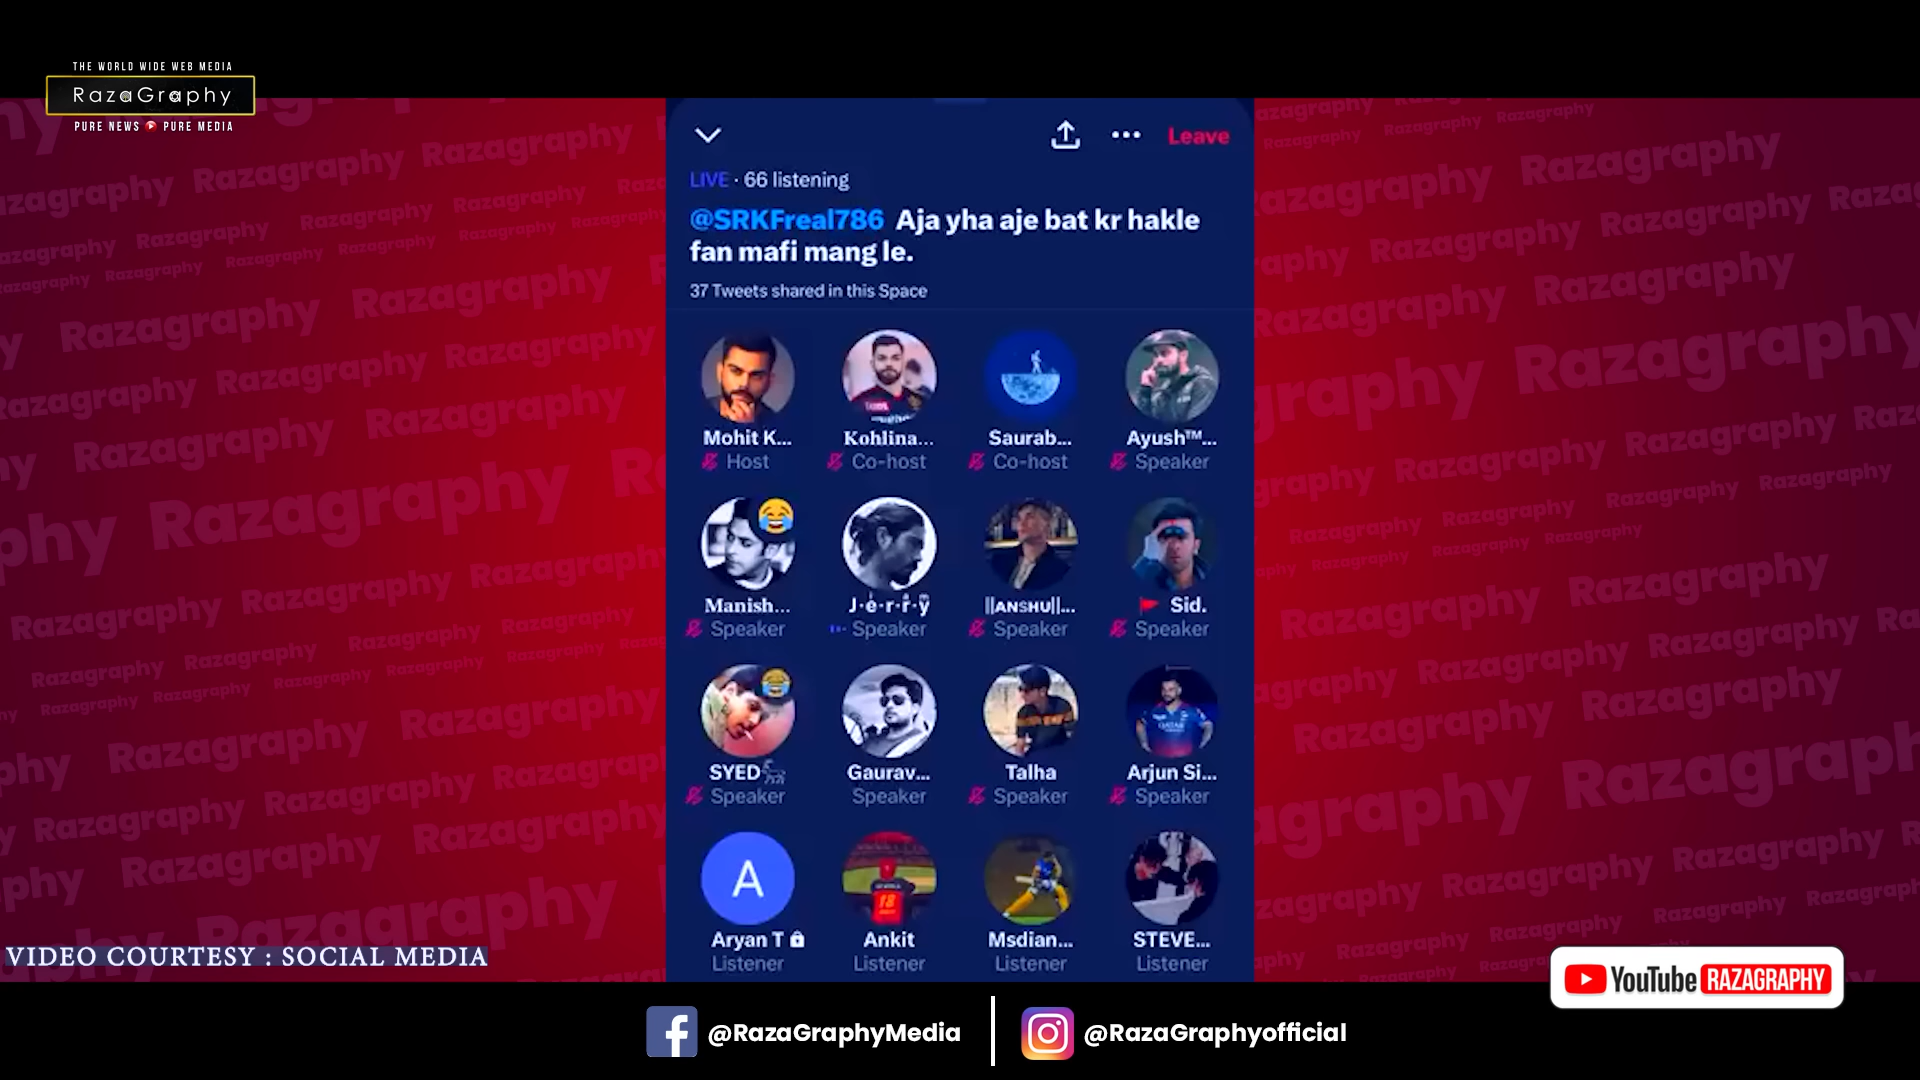 THE WORLD WIDE WEB MEDIA
RazaGraphy
PURE NEWS PURE MEDIA
Leave
LIVE · 66 listening
@SRKFreal786 Aja yha aje bat kr hakle
fan mafi mang le.
37 Tweets shared in this Space
Mohit K... Kohlina... Saurab... Ayush™...
Host Co-host Co-host Speaker
Manish... J·e·r·r·y ||ANSHU||... Sid.
Speaker Speaker Speaker Speaker
SYED Gaurav... Talha Arjun Si...
Speaker Speaker Speaker Speaker
A
18
Aryan T Ankit Msdian... STEVE...
Listener Listener Listener Listener
Razagraphy
VIDEO COURTESY : SOCIAL MEDIA
YouTube RAZAGRAPHY
@RazaGraphyMedia @RazaGraphyofficial